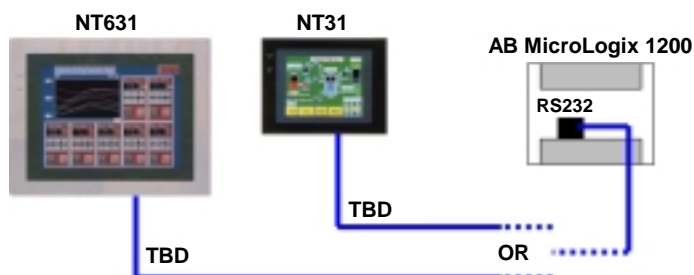 NT631
NT31
AB MicroLogix 1200
RS232
TBD
TBD
OR